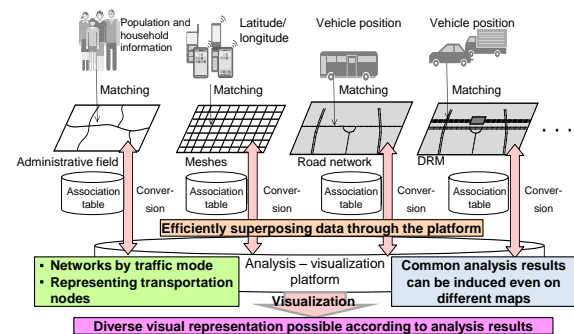 Population and
household
information
Latitude/
longitude
Vehicle position
Vehicle position
Matching
Matching
Matching
Matching
Administrative field
Meshes
Road network
DRM
. . .
Association
table
Conver-
sion
Association
table
Conver-
sion
Association
table
Conver-
sion
Association
table
Conver-
sion
Efficiently superposing data through the platform
▪ Networks by traffic mode
▪ Representing transportation
nodes
Analysis – visualization
platform
Common analysis results
can be induced even on
different maps
Visualization
Diverse visual representation possible according to analysis results